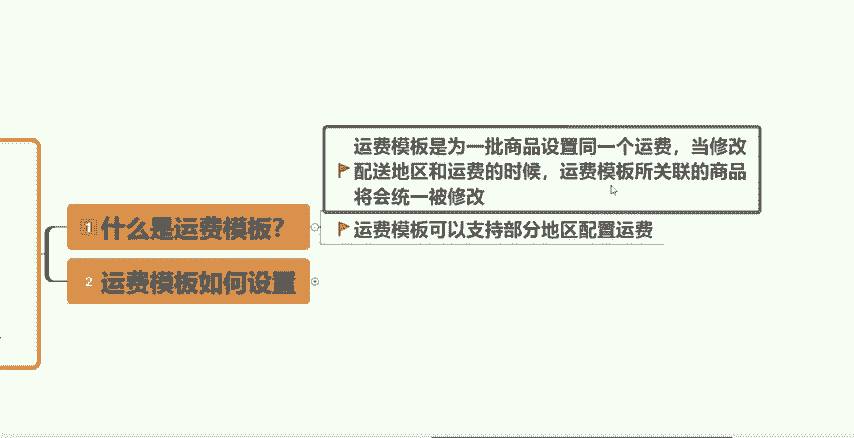 运费模板是为一批商品设置同一个运费，当修改
配送地区和运费的时候，运费模板所关联的商品
将会统一被修改
1 什么是运费模板？
运费模板可以支持部分地区配置运费
2 运费模板如何设置